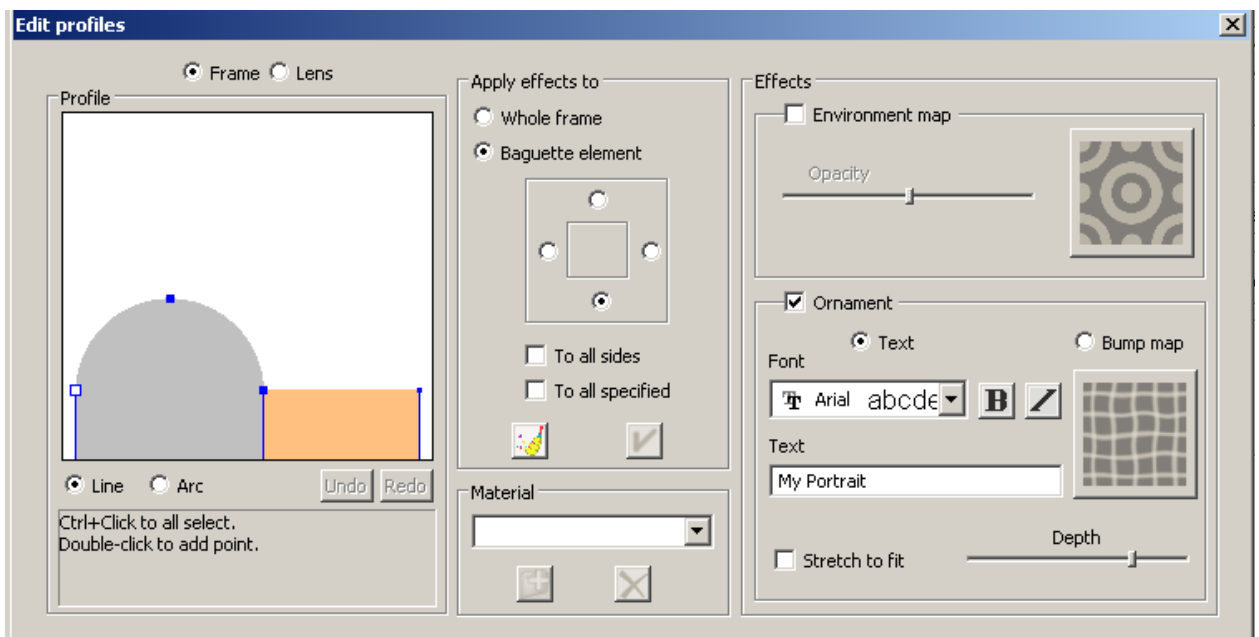 Edit profiles
Frame Lens
Profile
Line Arc Undo Redo
Ctrl+Click to all select.
Double-click to add point.
Apply effects to
Whole frame
Baguette element
To all sides
To all specified
Material
Effects
Environment map
Opacity
Ornament
Text Bump map
Font
Arial abcde B I
Text
My Portrait
Depth
Stretch to fit